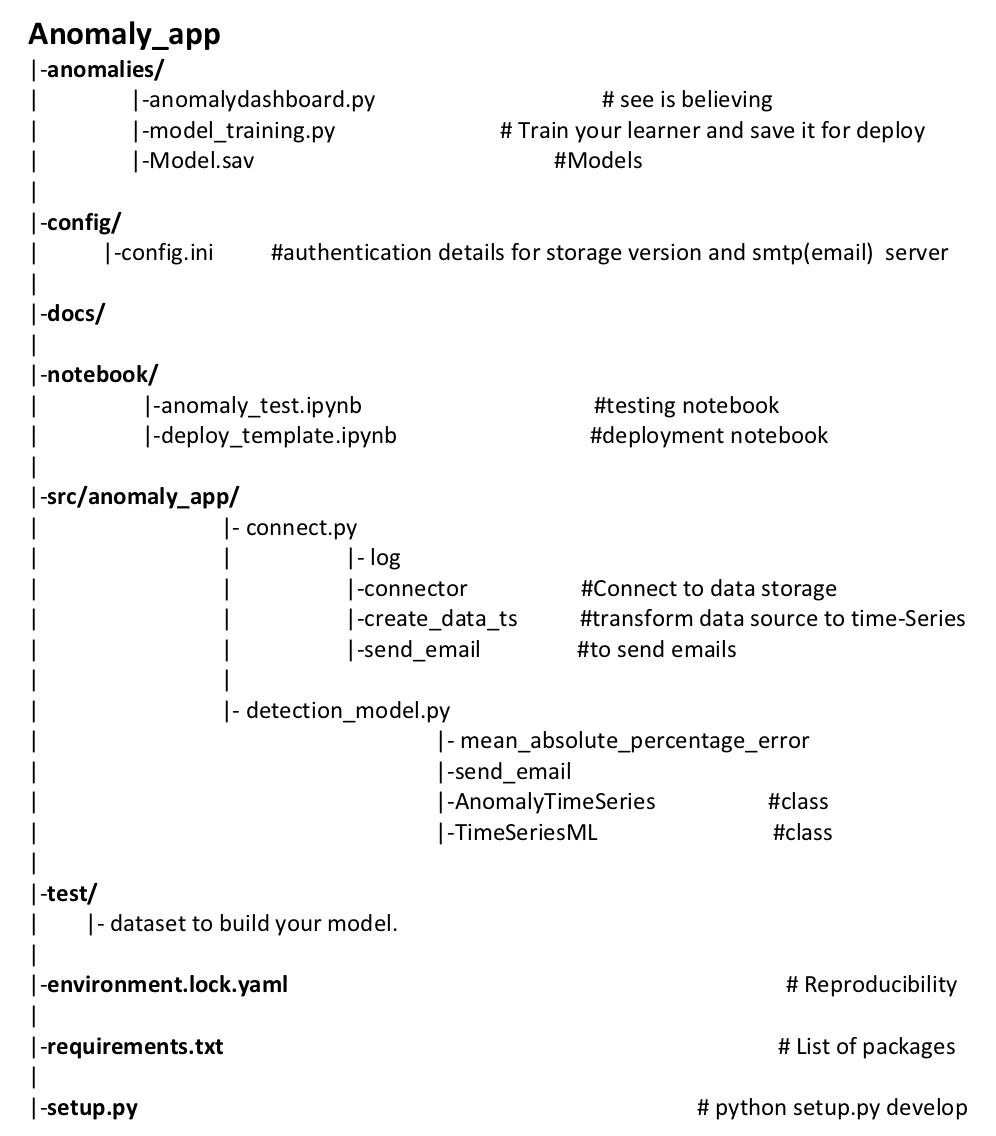 Anomaly_app
|-anomalies/
| |-anomalydashboard.py # see is believing
| |-model_training.py # Train your learner and save it for deploy
| |-Model.sav #Models
|
|-config/
| |-config.ini #authentication details for storage version and smtp(email) server
|
|-docs/
|
|-notebook/
| |-anomaly_test.ipynb #testing notebook
| |-deploy_template.ipynb #deployment notebook
|
|-src/anomaly_app/
| |- connect.py
| | |- log
| | |-connector #Connect to data storage
| | |-create_data_ts #transform data source to time-Series
| | |-send_email #to send emails
| |
| |- detection_model.py
| |- mean_absolute_percentage_error
| |-send_email
| |-AnomalyTimeSeries #class
| |-TimeSeriesML #class
|
|-test/
| |- dataset to build your model.
|
|-environment.lock.yaml # Reproducibility
|
|-requirements.txt # List of packages
|
|-setup.py # python setup.py develop